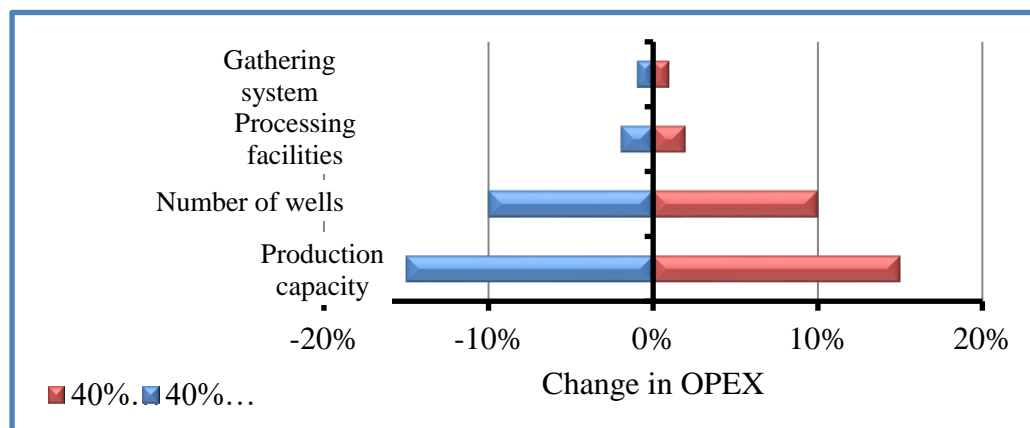 Gathering
system
Processing
facilities
Number of wells
Production
capacity
-20% -10% 0% 10% 20%
Change in OPEX
40%… 40%…